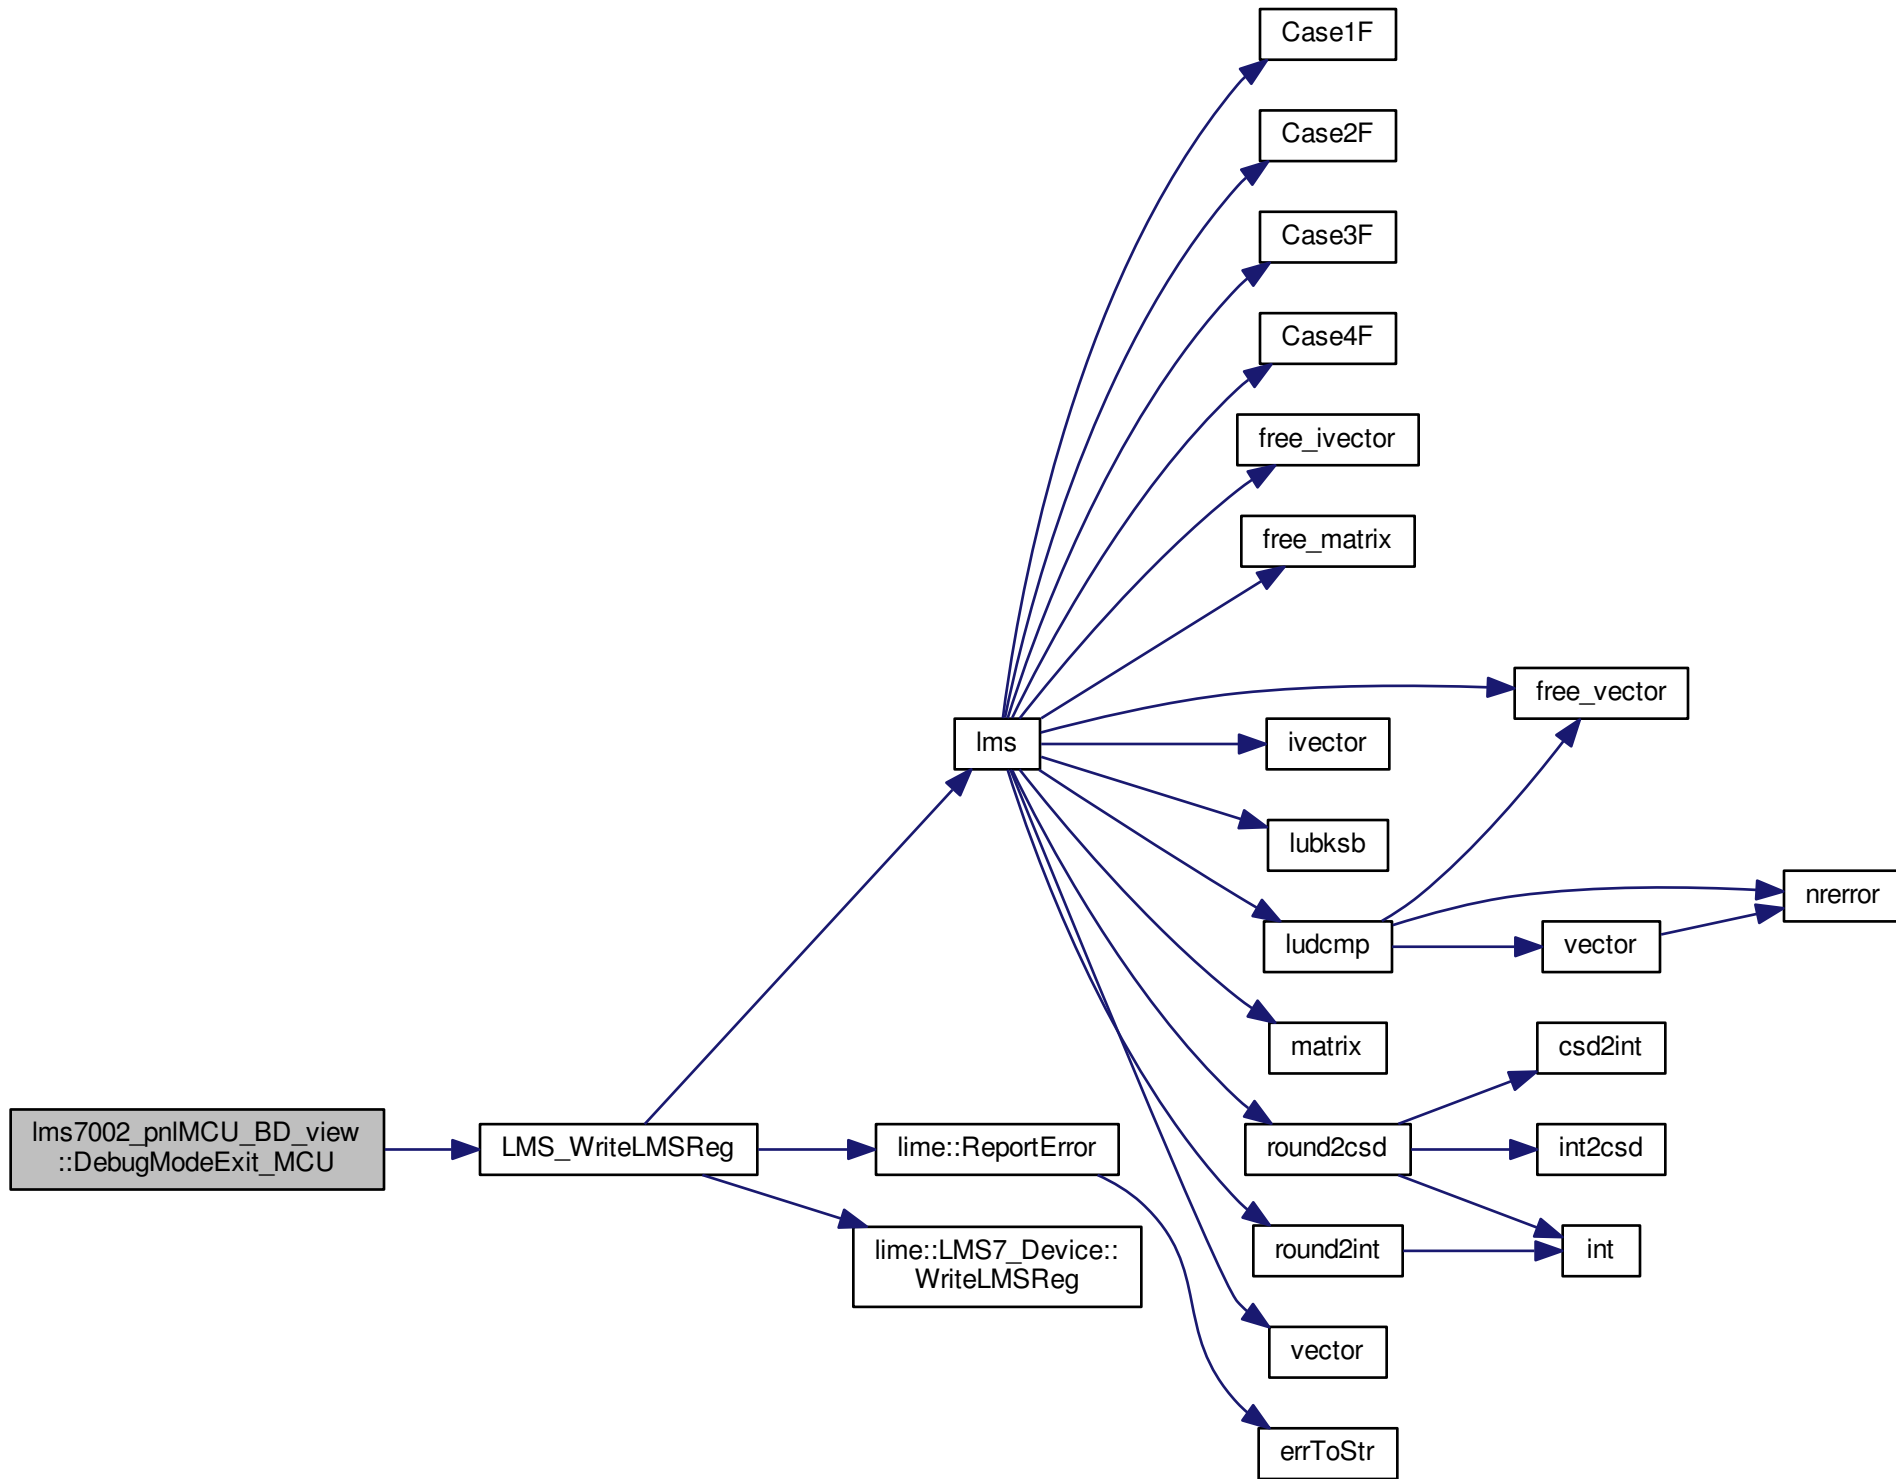 Case1F
Case2F
Case3F
Case4F
free_ivector
free_matrix
free_vector
lms
ivector
lubksb
nrerror
ludcmp
vector
matrix
csd2int
lms7002_pnlMCU_BD_view
::DebugModeExit_MCU
LMS_WriteLMSReg
lime::ReportError
round2csd
int2csd
lime::LMS7_Device::
WriteLMSReg
round2int
int
vector
errToStr